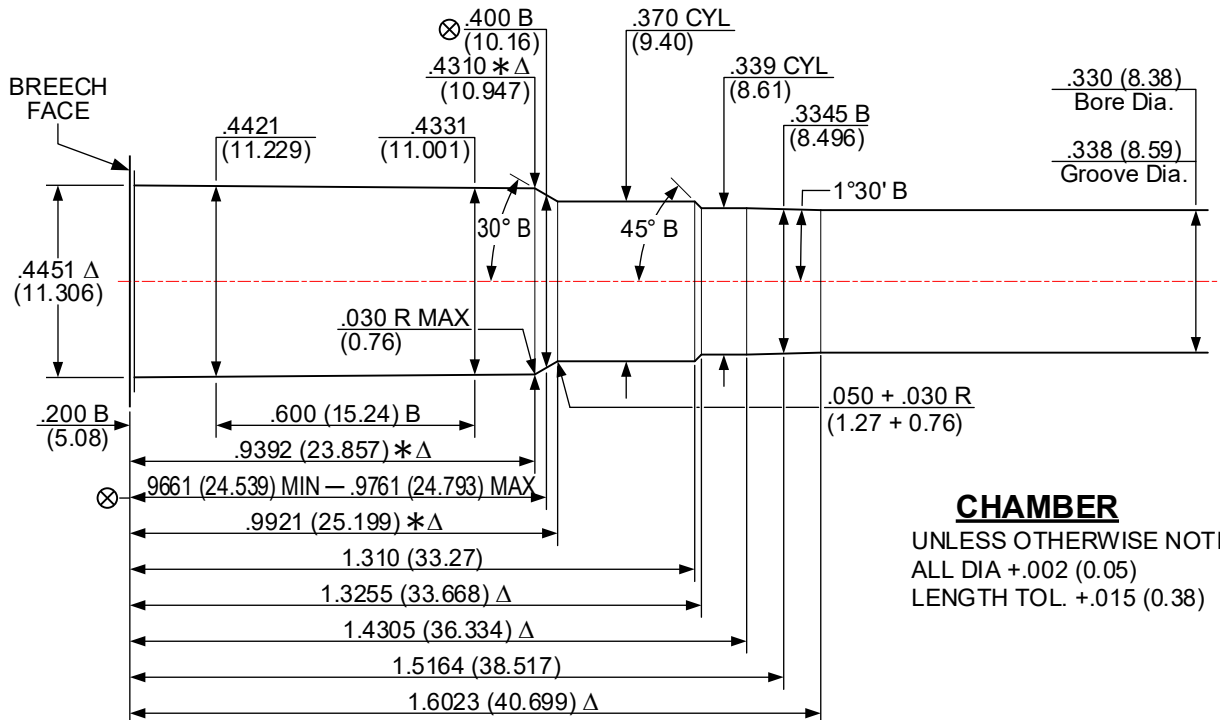 ⊗ .400 B
(10.16)
.370 CYL
(9.40)
.4310 ∗ Δ
(10.947)
.339 CYL
(8.61)
.330 (8.38)
Bore Dia.
BREECH
FACE
.4421
(11.229)
.4331
(11.001)
.3345 B
(8.496)
.338 (8.59)
Groove Dia.
1°30' B
30° B
45° B
.4451 Δ
(11.306)
.030 R MAX
(0.76)
.050 + .030 R
(1.27 + 0.76)
.200 B
(5.08)
.600 (15.24) B
.9392 (23.857) ∗ Δ
⊗ .9661 (24.539) MIN — .9761 (24.793) MAX
.9921 (25.199) ∗ Δ
1.310 (33.27)
1.3255 (33.668) Δ
1.4305 (36.334) Δ
1.5164 (38.517)
1.6023 (40.699) Δ
CHAMBER
UNLESS OTHERWISE NOT
ALL DIA +.002 (0.05)
LENGTH TOL. +.015 (0.38)